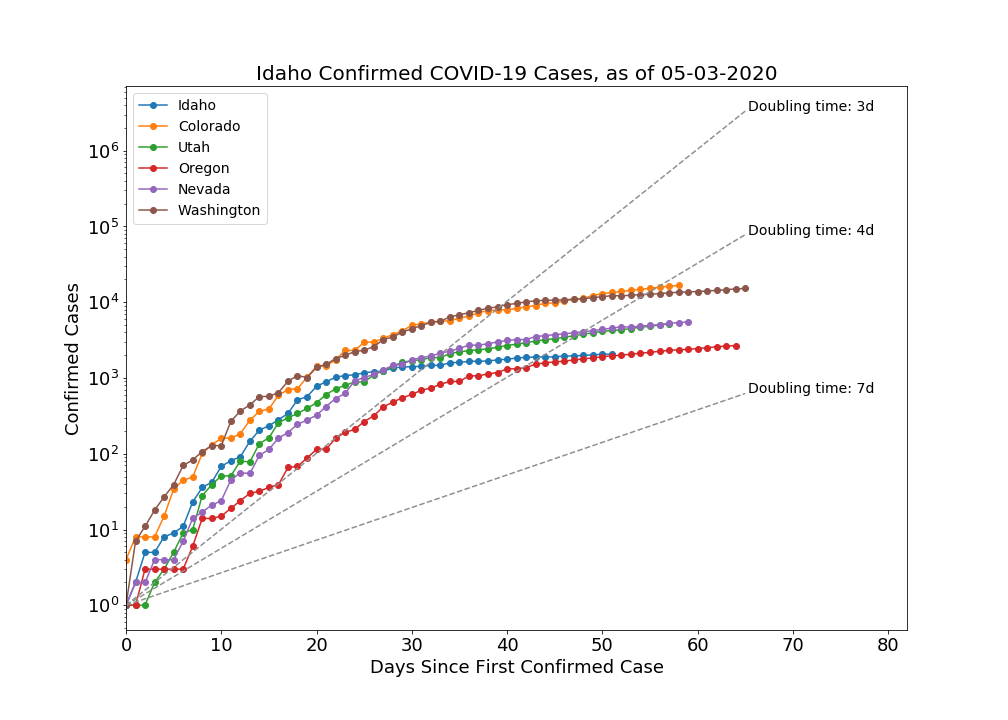 Idaho Confirmed COVID-19 Cases, as of 05-03-2020
Idaho
Colorado
Utah
Oregon
Nevada
Washington
Doubling time: 3d
Doubling time: 4d
Doubling time: 7d
Confirmed Cases
10^6
10^5
10^4
10^3
10^2
10^1
10^0
0 10 20 30 40 50 60 70 80
Days Since First Confirmed Case